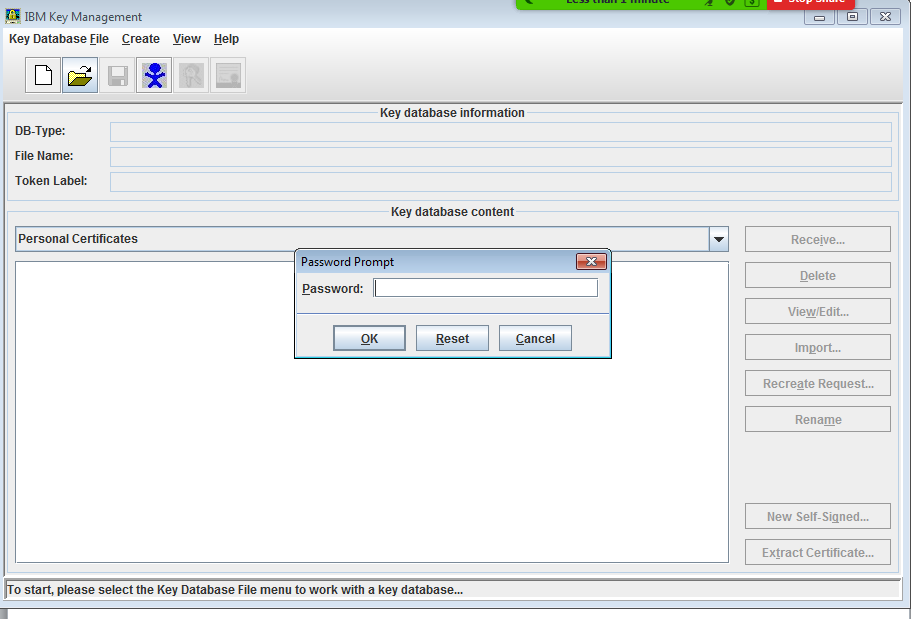 Less than 1 minute
Stop Share
IBM Key Management
Key Database File Create View Help
Key database information
DB-Type:
File Name:
Token Label:
Key database content
Personal Certificates
Receive...
Delete
View/Edit...
Import...
Recreate Request...
Rename
New Self-Signed...
Extract Certificate...
Password Prompt
Password:
OK Reset Cancel
To start, please select the Key Database File menu to work with a key database...